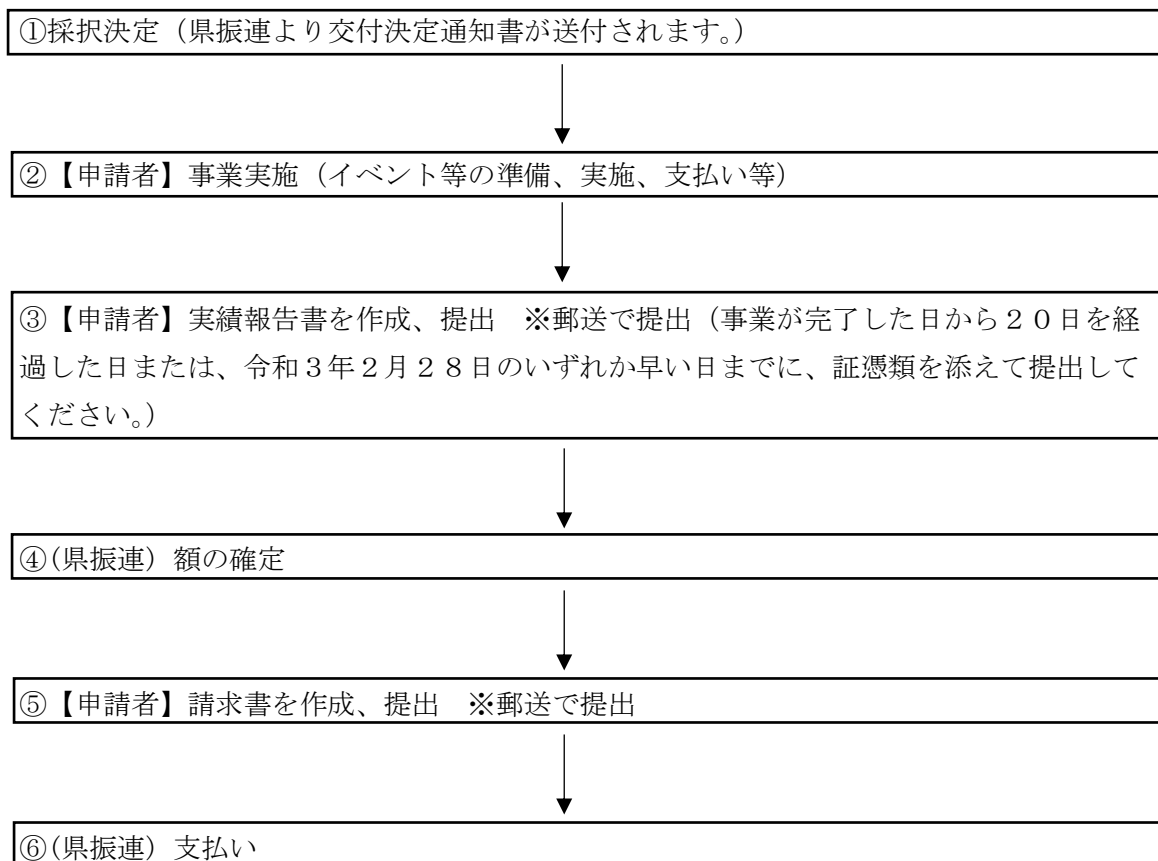 ①採択決定（県振連より交付決定通知書が送付されます。）
②【申請者】事業実施（イベント等の準備、実施、支払い等）
③【申請者】実績報告書を作成、提出　※郵送で提出（事業が完了した日から２０日を経
過した日または、令和３年２月２８日のいずれか早い日までに、証憑類を添えて提出して
ください。）
④(県振連）額の確定
⑤【申請者】請求書を作成、提出　※郵送で提出
⑥(県振連）支払い